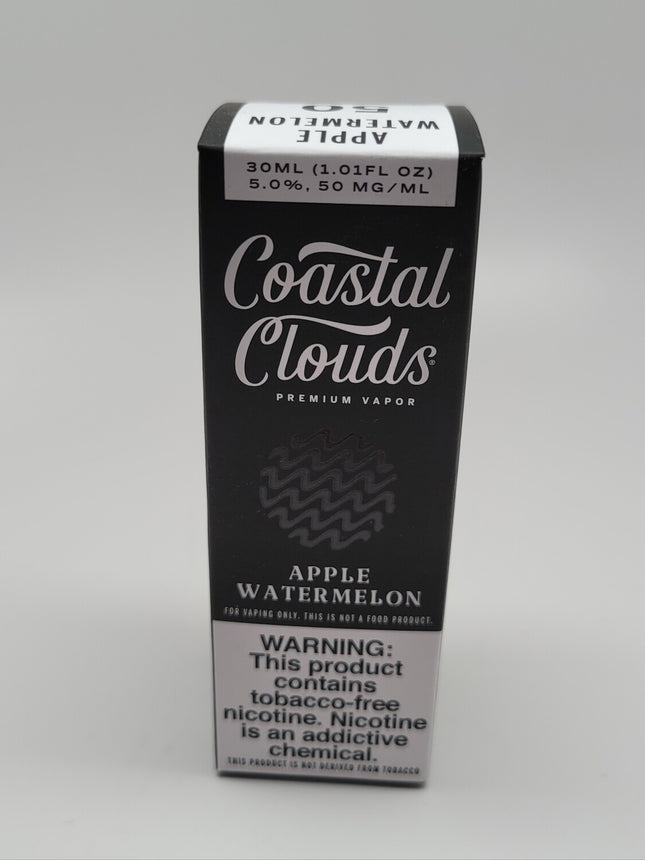 50
APPLE
WATERMELON
30ML (1.01FL OZ)
5.0%, 50 MG/ML
Coastal
Clouds®
PREMIUM VAPOR
APPLE
WATERMELON
FOR VAPING ONLY. THIS IS NOT A FOOD PRODUCT.
WARNING:
This product
contains
tobacco-free
nicotine. Nicotine
is an addictive
chemical.
THIS PRODUCT IS NOT DERIVED FROM TOBACCO